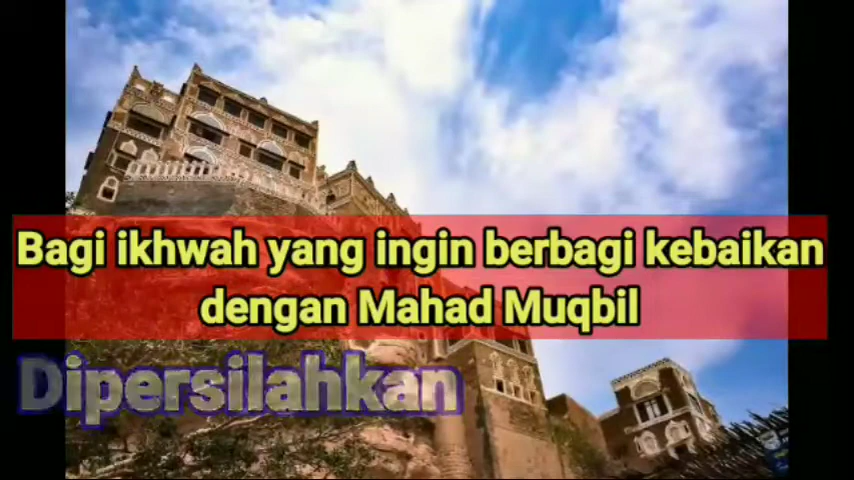 Bagi ikhwah yang ingin berbagi kebaikan
dengan Mahad Muqbil
Dipersilahkan